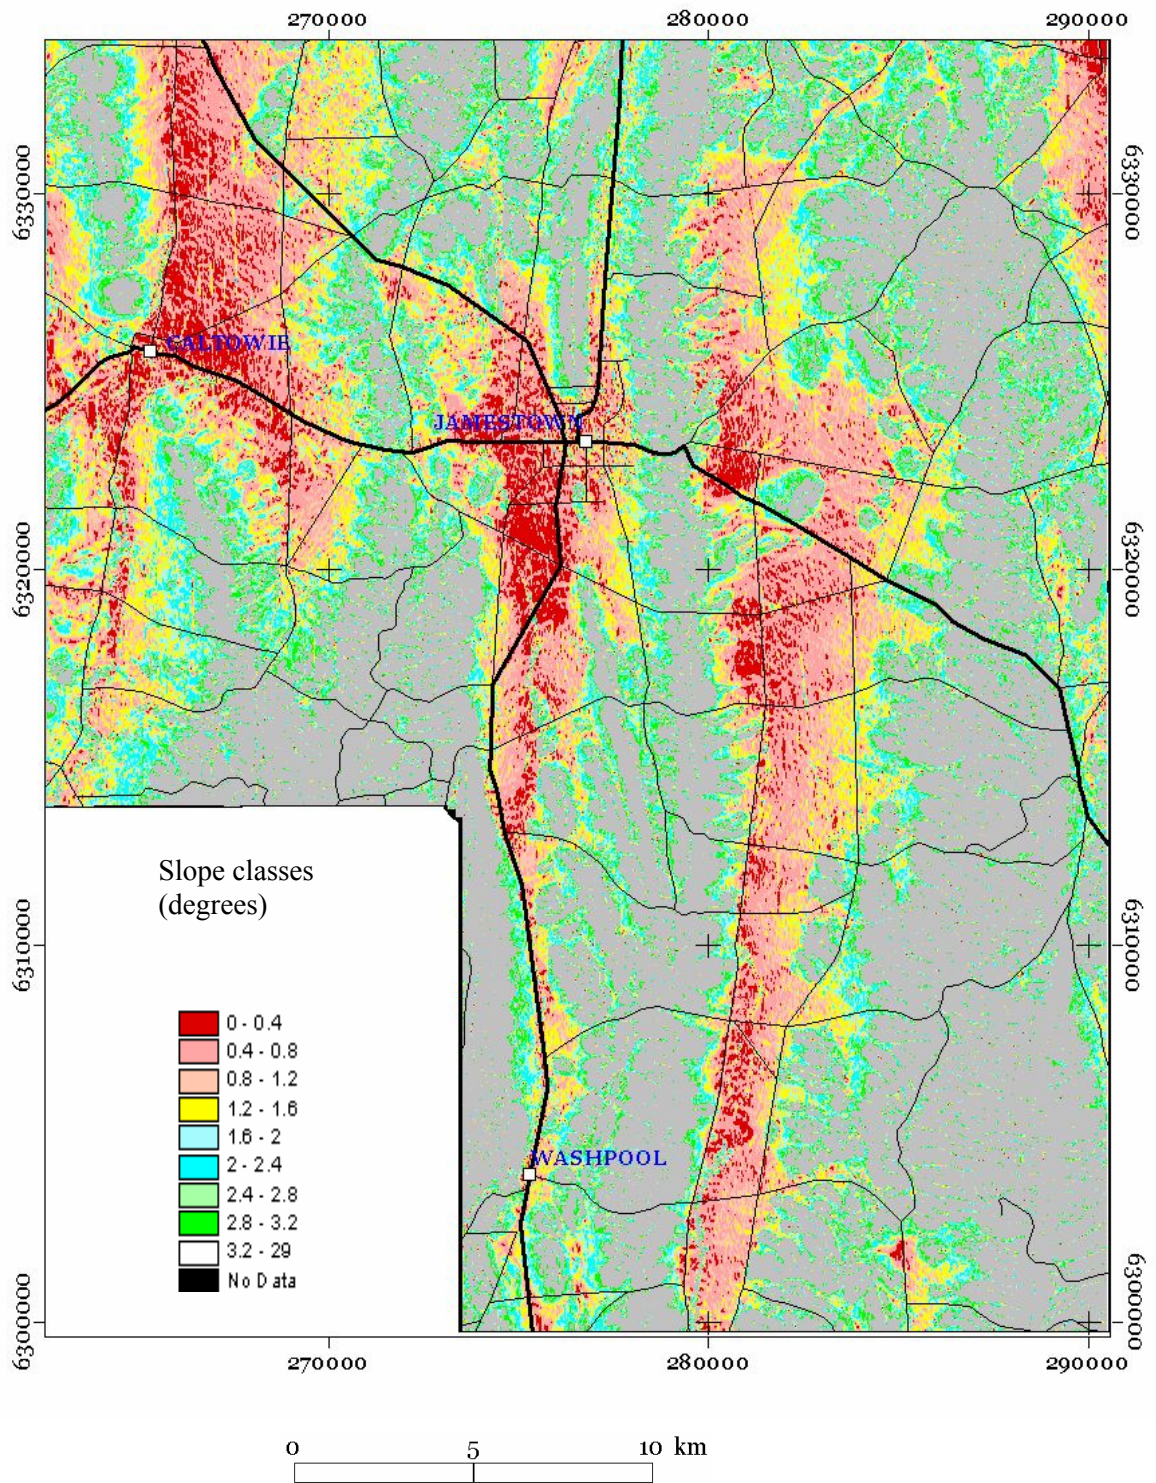 270000 280000 290000
6330000 6330000
CALTOWIE
JAMESTOWN
6320000 6320000
Slope classes
(degrees)
6310000 6310000
0 - 0.4
0.4 - 0.8
0.8 - 1.2
1.2 - 1.6
1.6 - 2
2 - 2.4
2.4 - 2.8
2.8 - 3.2
3.2 - 29
No Data
WASHPOOL
6300000 6300000
270000 280000 290000
0 5 10 km